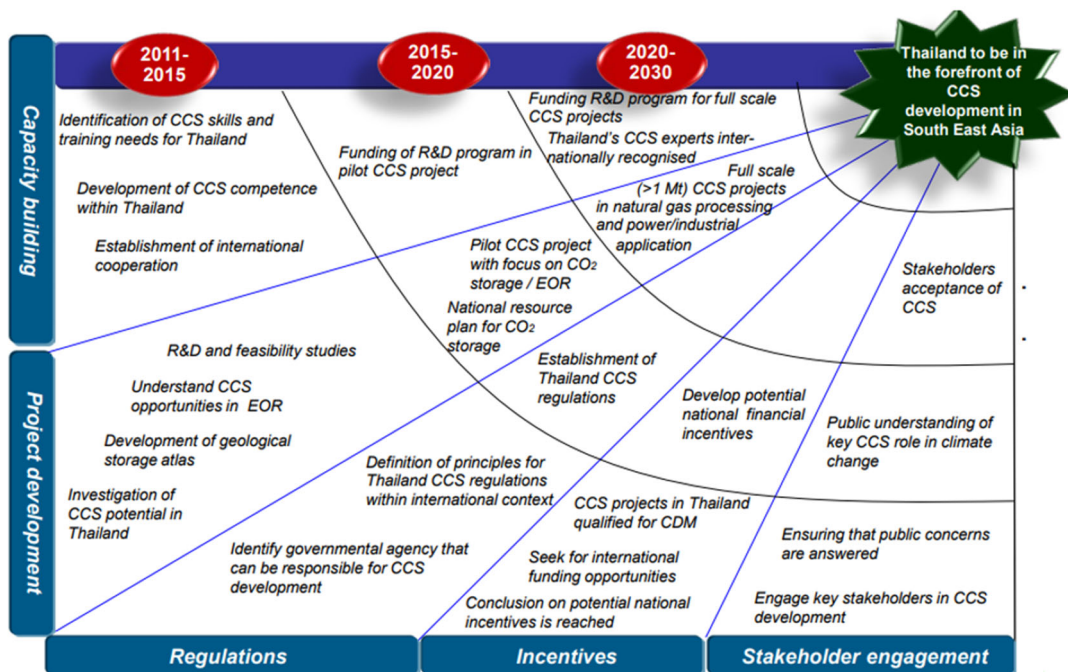 2011-
2015
2015-
2020
2020-
2030
Thailand to be in
the forefront of
CCS
development in
South East Asia
Capacity building
Identification of CCS skills and
training needs for Thailand
Development of CCS competence
within Thailand
Establishment of international
cooperation
Funding of R&D program in
pilot CCS project
Funding R&D program for full scale
CCS projects
Thailand's CCS experts inter-
nationally recognised
Project development
R&D and feasibility studies
Understand CCS
opportunities in EOR
Development of geological
storage atlas
Investigation of
CCS potential in
Thailand
Pilot CCS project
with focus on CO₂
storage / EOR
National resource
plan for CO₂
storage
Full scale
(>1 Mt) CCS projects
in natural gas processing
and power/industrial
application
Identify governmental agency that
can be responsible for CCS
development
Definition of principles for
Thailand CCS regulations
within international context
Establishment of
Thailand CCS
regulations
Conclusion on potential national
incentives is reached
Seek for international
funding opportunities
CCS projects in Thailand
qualified for CDM
Develop potential
national financial
incentives
Engage key stakeholders in CCS
development
Ensuring that public concerns
are answered
Public understanding of
key CCS role in climate
change
Stakeholders
acceptance of
CCS
Regulations
Incentives
Stakeholder engagement